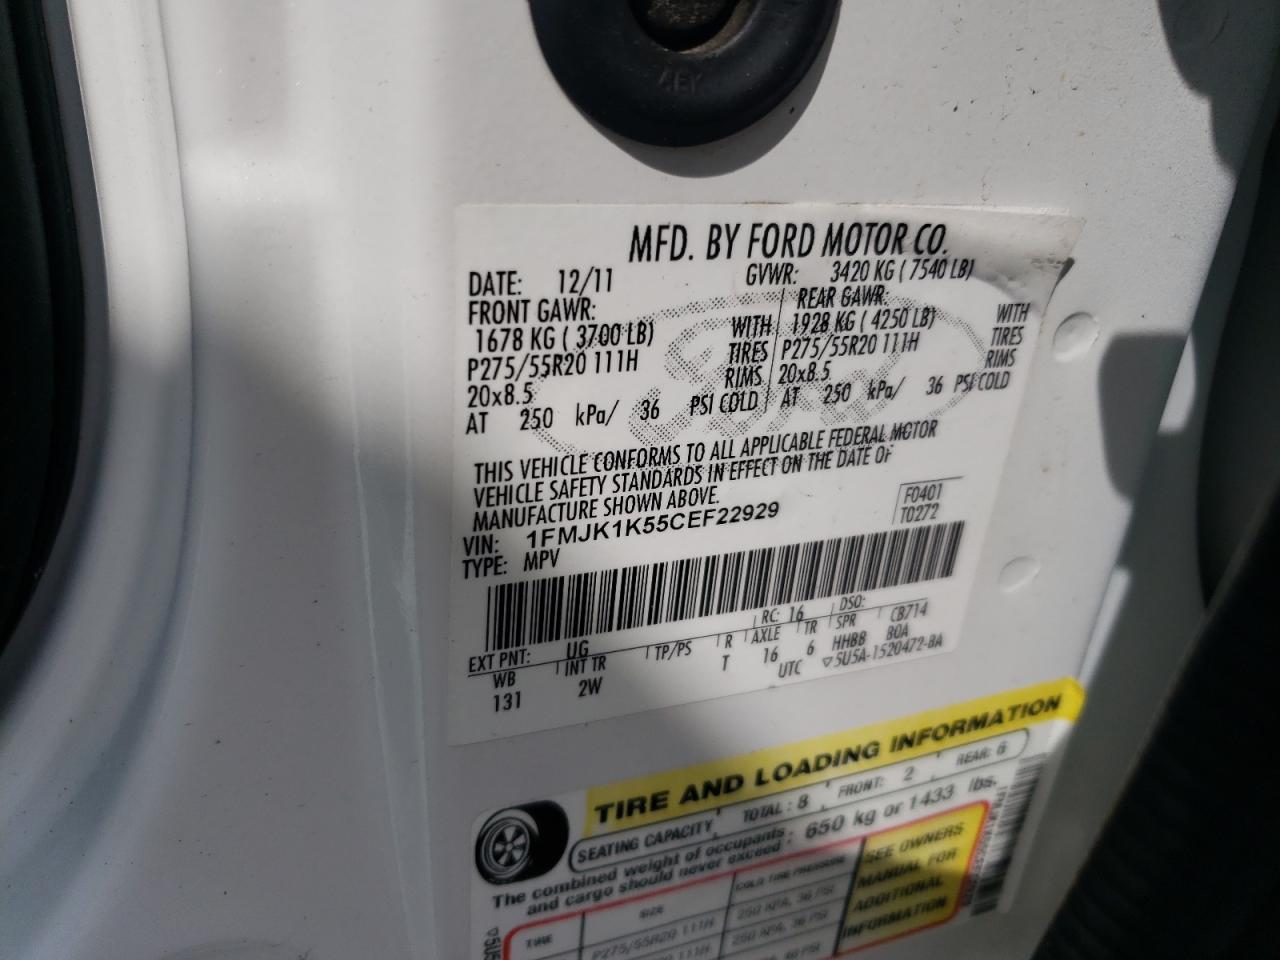 AEK
MFD. BY FORD MOTOR CO.
DATE: 12/11 GVWR: 3420 KG ( 7540 LB)
FRONT GAWR: REAR GAWR:
1678 KG ( 3700 LB) WITH 1928 KG ( 4250 LB) WITH
P275/55R20 111H TIRES P275/55R20 111H TIRES
20x8.5 RIMS 20x8.5 RIMS
AT 250 kPa/ 36 PSI COLD AT 250 kPa/ 36 PSI COLD
THIS VEHICLE CONFORMS TO ALL APPLICABLE FEDERAL MOTOR
VEHICLE SAFETY STANDARDS IN EFFECT ON THE DATE OF
MANUFACTURE SHOWN ABOVE.
F0401
T0272
VIN: 1FMJK1K55CEF22929
TYPE: MPV
EXT PNT: UG RC: 16 DSO:
WB INT TR TP/PS R AXLE TR SPR CB714
131 2W T 16 6 HHBB BOA
UTC ▽5U5A-1520472-BA
TIRE AND LOADING INFORMATION
SEATING CAPACITY TOTAL: 8 FRONT: 2 REAR: 6
The combined weight of occupants
and cargo should never exceed : 650 kg or 1433 lbs.
TIRE SIZE COLD TIRE PRESSURE
P275/55R20 111H 250 KPA, 36 PSI
250 KPA, 36 PSI
SEE OWNERS
MANUAL FOR
ADDITIONAL
INFORMATION